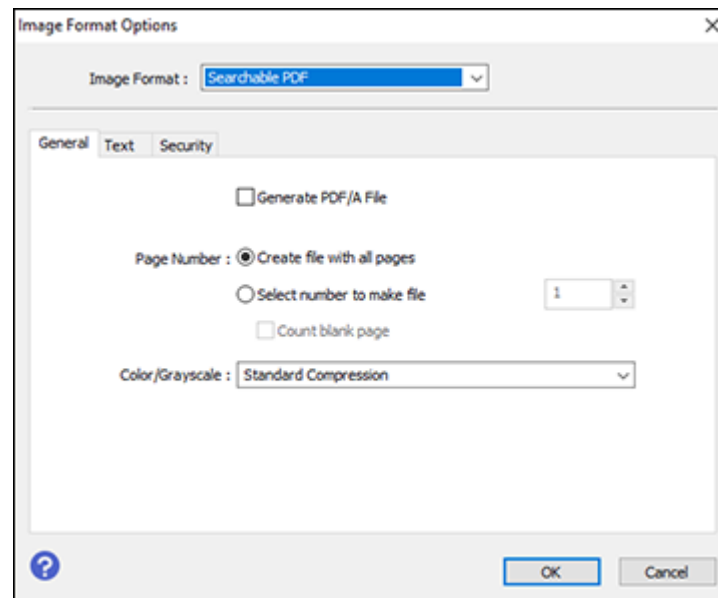 Image Format Options
Image Format : Searchable PDF
General Text Security
Generate PDF/A File
Page Number : Create file with all pages
Select number to make file 1
Count blank page
Color/Grayscale : Standard Compression
?
OK Cancel